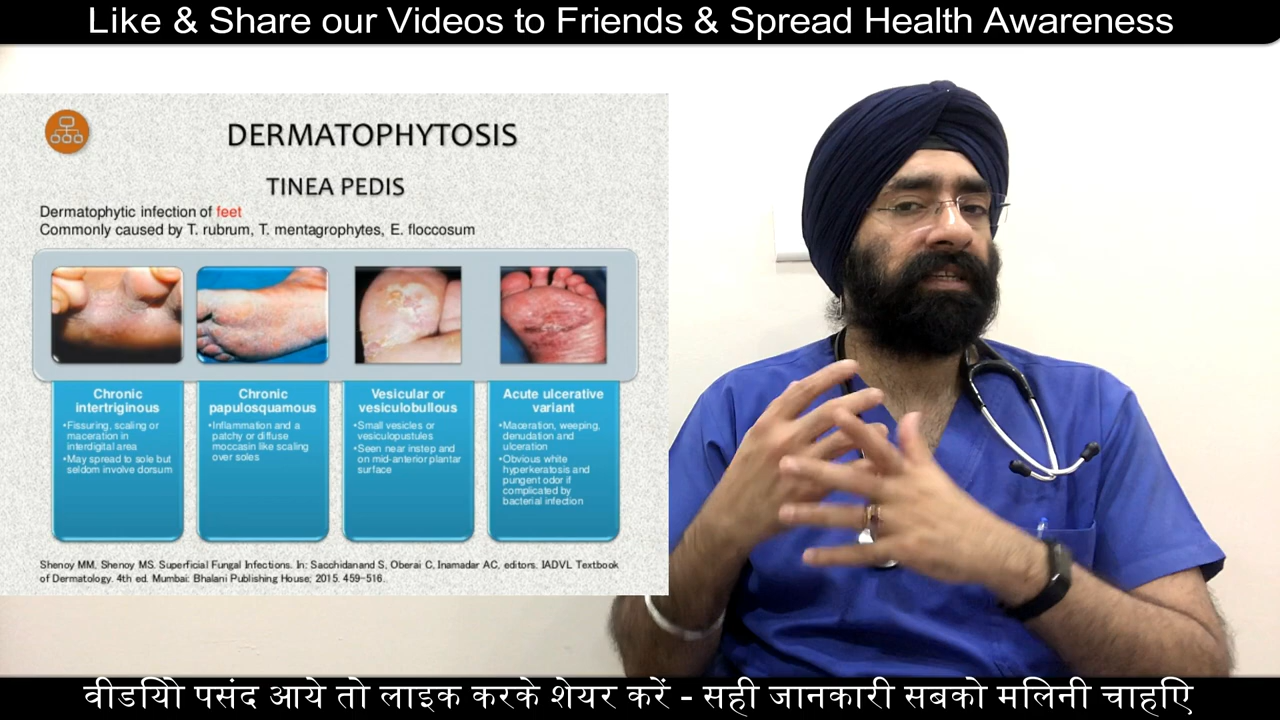 Like & Share our Videos to Friends & Spread Health Awareness
DERMATOPHYTOSIS
TINEA PEDIS
Dermatophytic infection of feet
Commonly caused by T. rubrum, T. mentagrophytes, E. floccosum
Chronic
intertriginous
•Fissuring, scaling or
maceration in
interdigital area
•May spread to sole but
seldom involve dorsum
Chronic
papulosquamous
•Inflammation and a
patchy or diffuse
moccasin like scaling
over soles
Vesicular or
vesiculobullous
•Small vesicles or
vesiculopustules
•Seen near instep and
on mid-anterior plantar
surface
Acute ulcerative
variant
•Maceration, weeping,
denudation and
ulceration
•Obvious white
hyperkeratosis and
pungent odor if
complicated by
bacterial infection
Shenoy MM, Shenoy MS. Superficial Fungal Infections. In: Sacchidanand S, Oberai C, Inamadar AC, editors. IADVL Textbook
of Dermatology. 4th ed. Mumbai: Bhalani Publishing House; 2015. 459-516.
वीडियो पसंद आये तो लाइक करके शेयर करें - सही जानकारी सबको मिलनी चाहिए